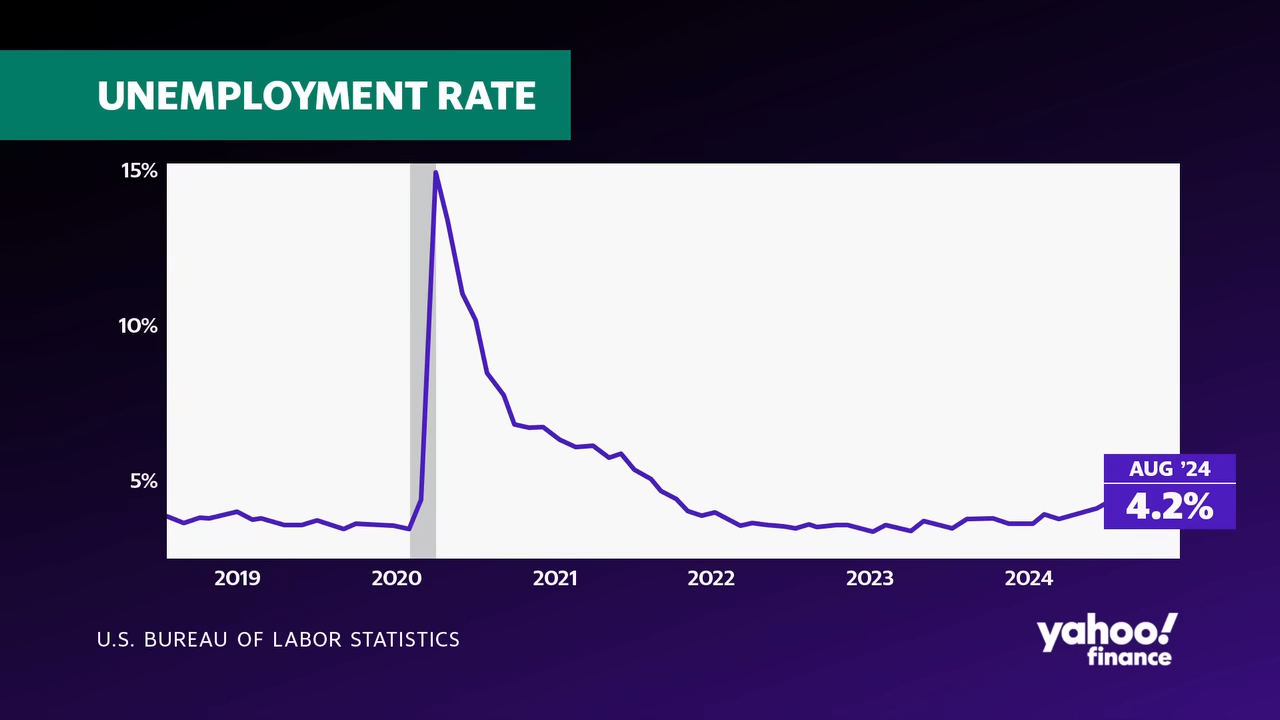 UNEMPLOYMENT RATE
15%
10%
5%
AUG ’24
4.2%
2019 2020 2021 2022 2023 2024
U.S. BUREAU OF LABOR STATISTICS
yahoo!
finance